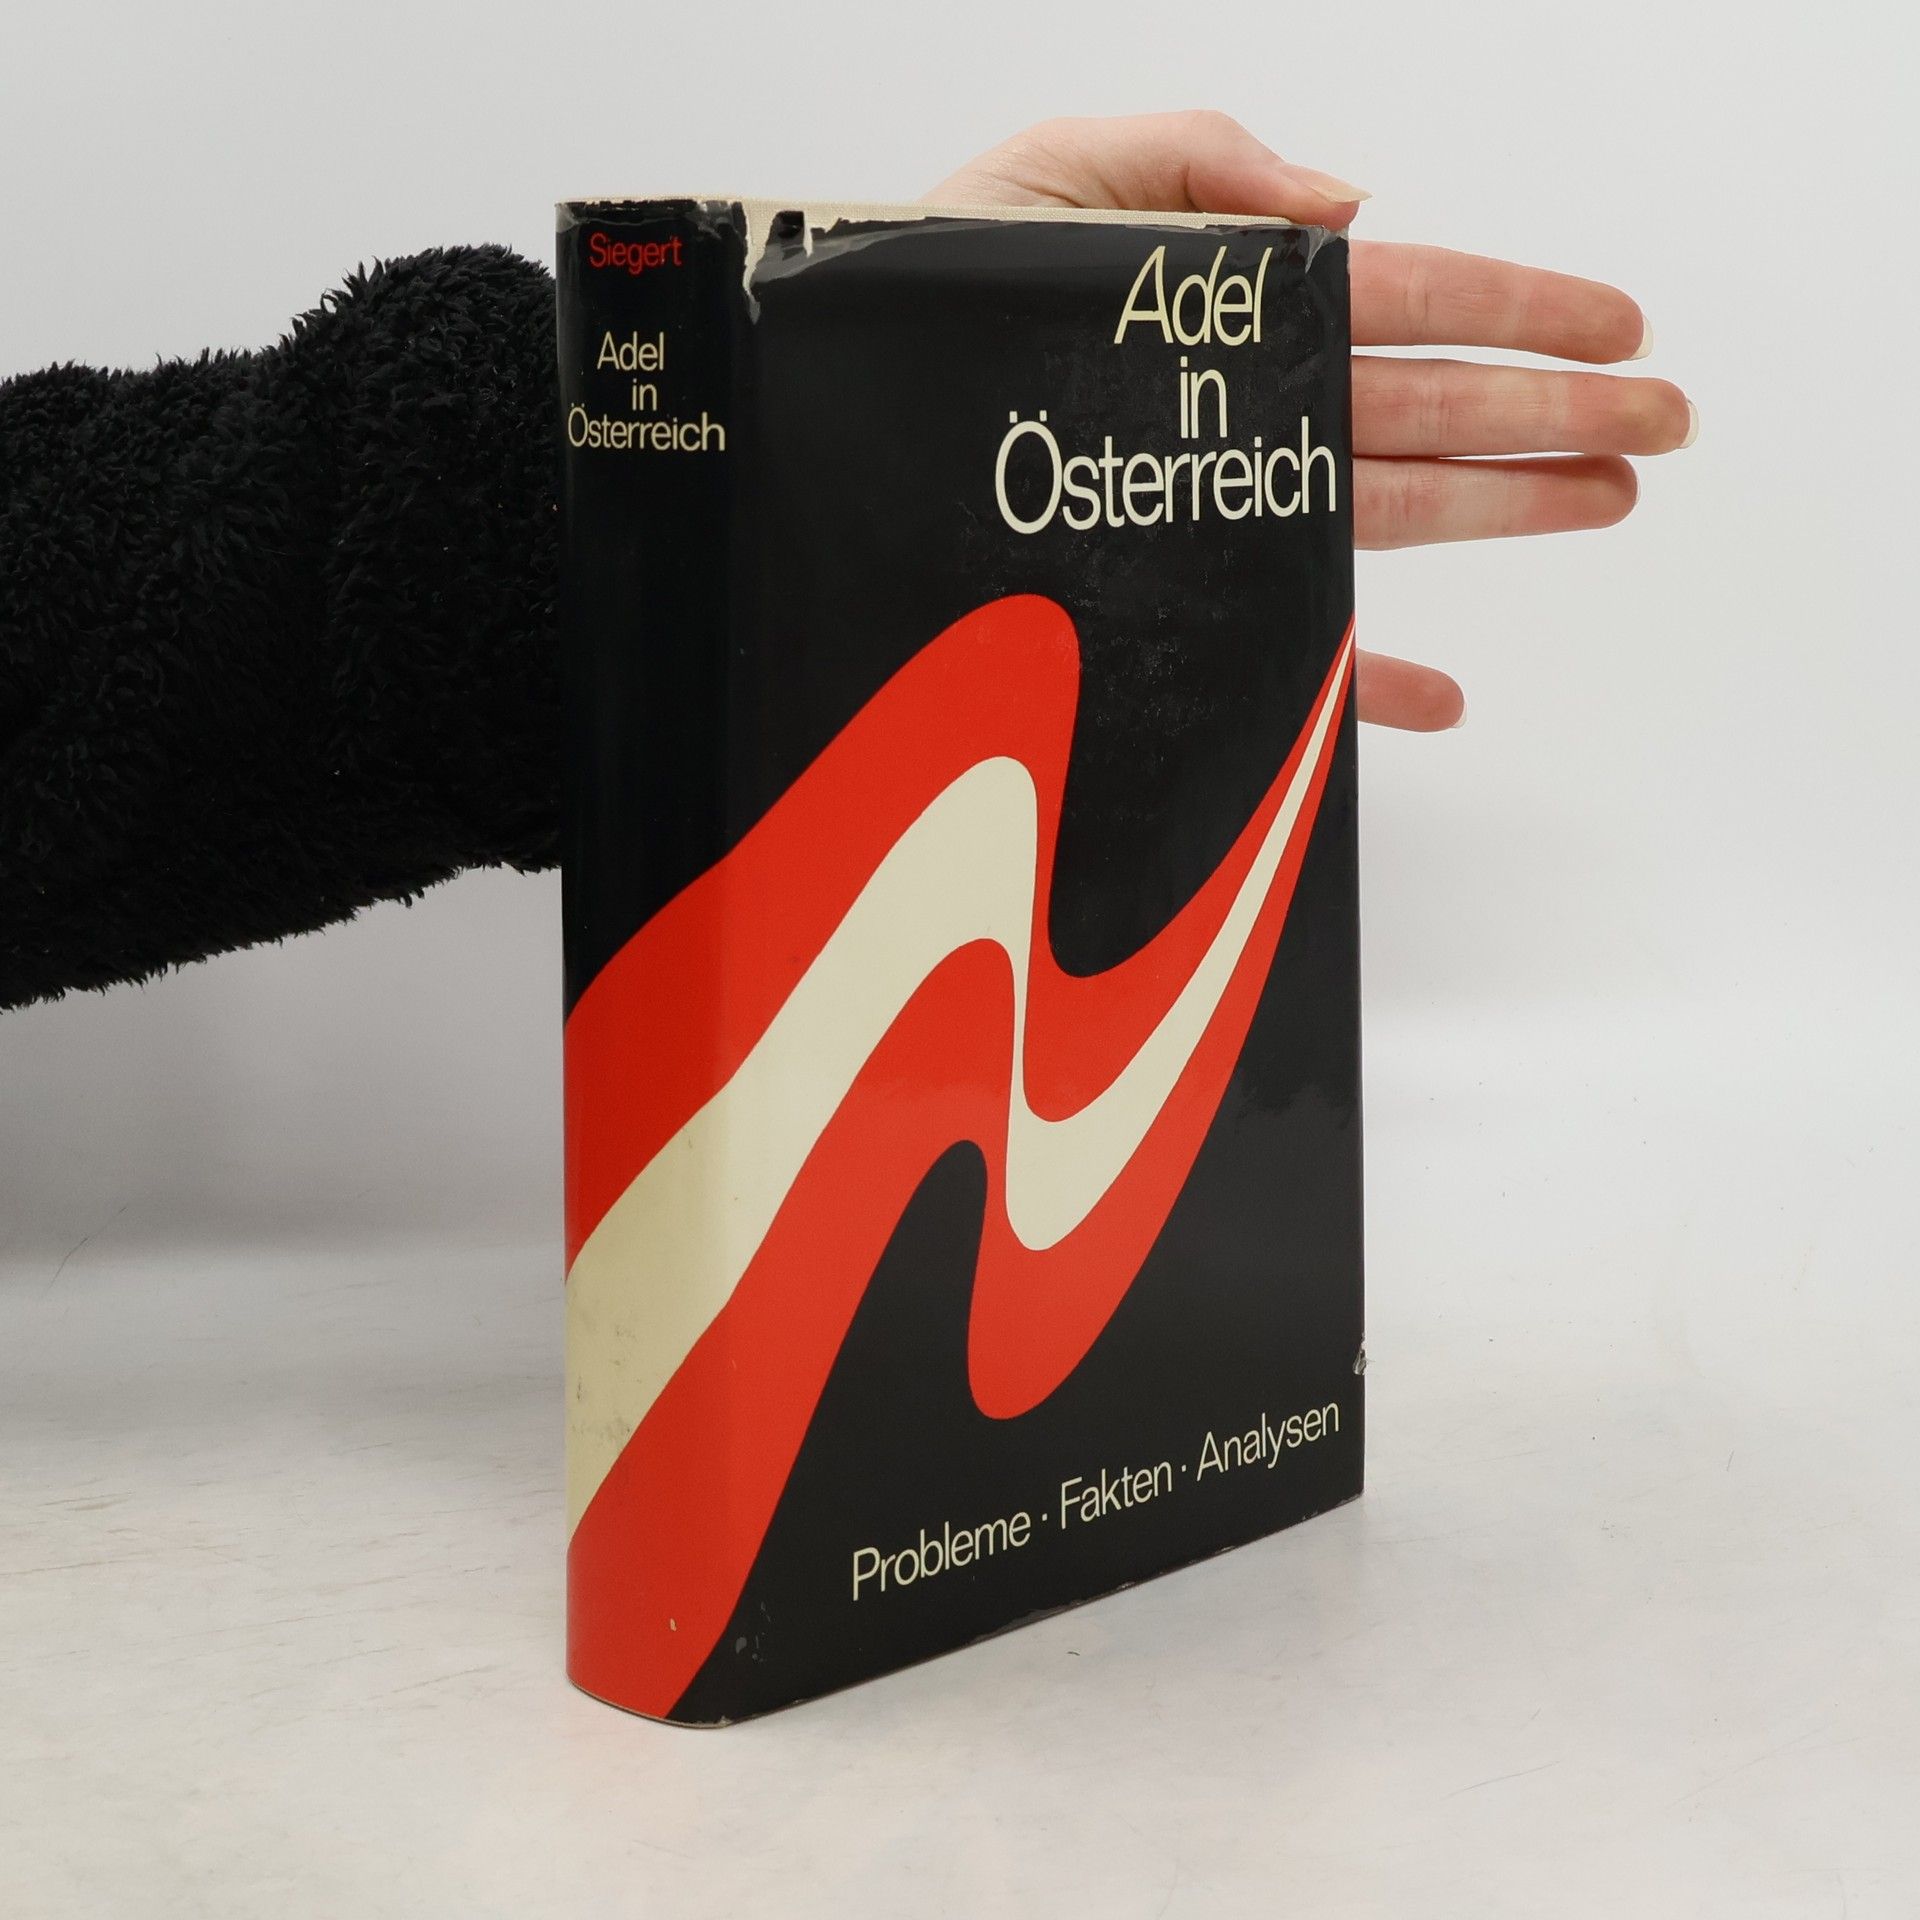 Siegert
Adel
in
Österreich
Adel
in
Österreich
Probleme · Fakten · Analysen